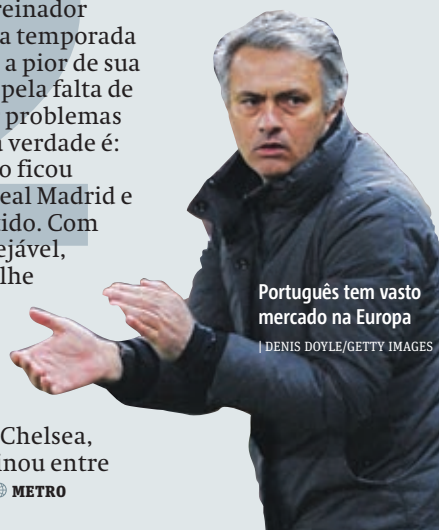 reinador
a temporada
a pior de sua
pela falta de
problemas
verdade é:
o ficou
eal Madrid e
tido. Com
ejável,
lhe
Chelsea,
inou entre
METRO
Português tem vasto
mercado na Europa
| DENIS DOYLE/GETTY IMAGES